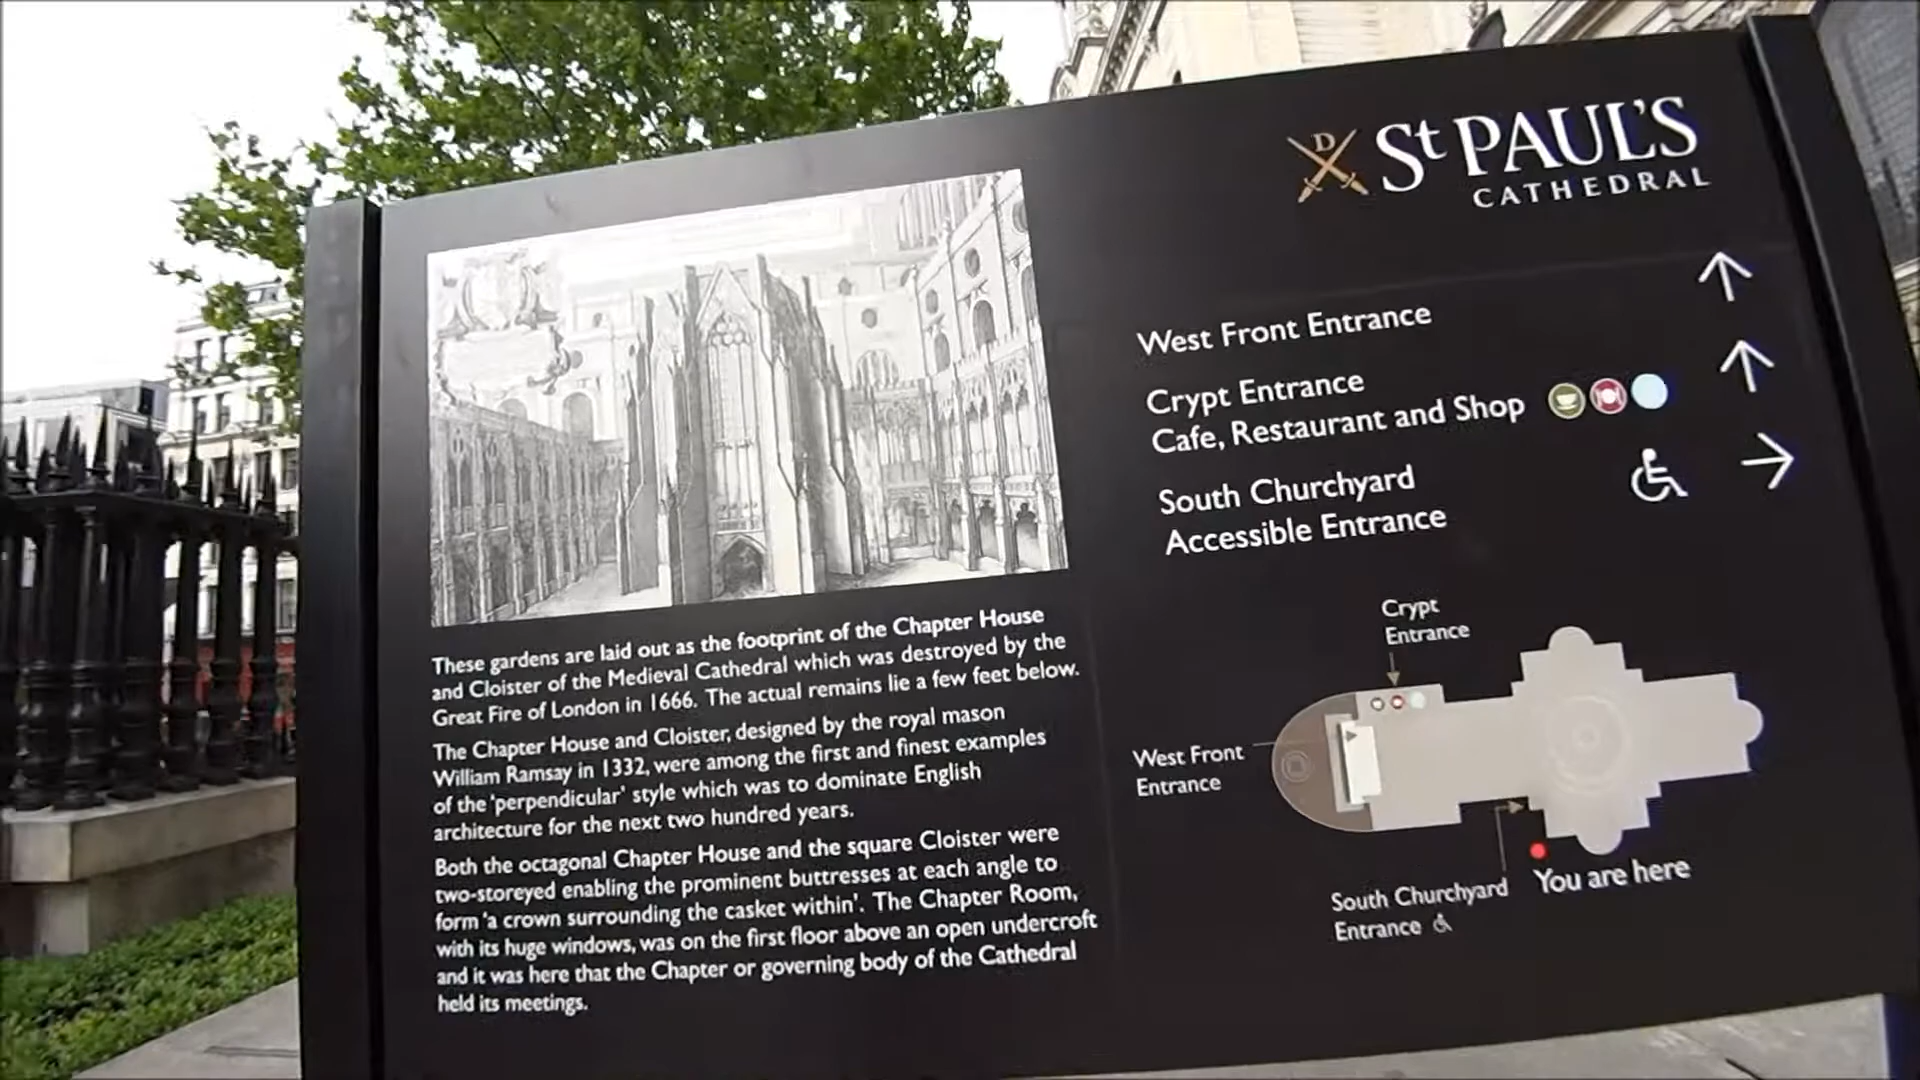 D
St PAUL'S
CATHEDRAL
West Front Entrance
Crypt Entrance
Cafe, Restaurant and Shop
South Churchyard
Accessible Entrance
These gardens are laid out as the footprint of the Chapter House
and Cloister of the Medieval Cathedral which was destroyed by the
Great Fire of London in 1666. The actual remains lie a few feet below.
The Chapter House and Cloister, designed by the royal mason
William Ramsay in 1332, were among the first and finest examples
of the 'perpendicular' style which was to dominate English
architecture for the next two hundred years.
Both the octagonal Chapter House and the square Cloister were
two-storeyed enabling the prominent buttresses at each angle to
form 'a crown surrounding the casket within'. The Chapter Room,
with its huge windows, was on the first floor above an open undercroft
and it was here that the Chapter or governing body of the Cathedral
held its meetings.
Crypt
Entrance
West Front
Entrance
South Churchyard
Entrance
You are here